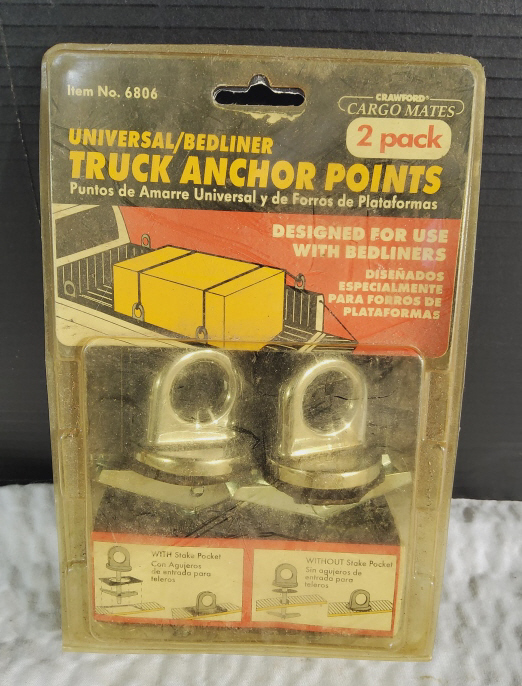 Item No. 6806
CRAWFORD®
CARGO MATES
2 pack
UNIVERSAL/BEDLINER
TRUCK ANCHOR POINTS
Puntos de Amarre Universal y de Forros de Plataformas
DESIGNED FOR USE
WITH BEDLINERS
DISEÑADOS
ESPECIALMENTE
PARA FORROS DE
PLATAFORMAS
WITH Stake Pocket
Con Agujeros
de entrada para
teleros
WITHOUT Stake Pocket
Sin agujeros de
entrada para
teleros